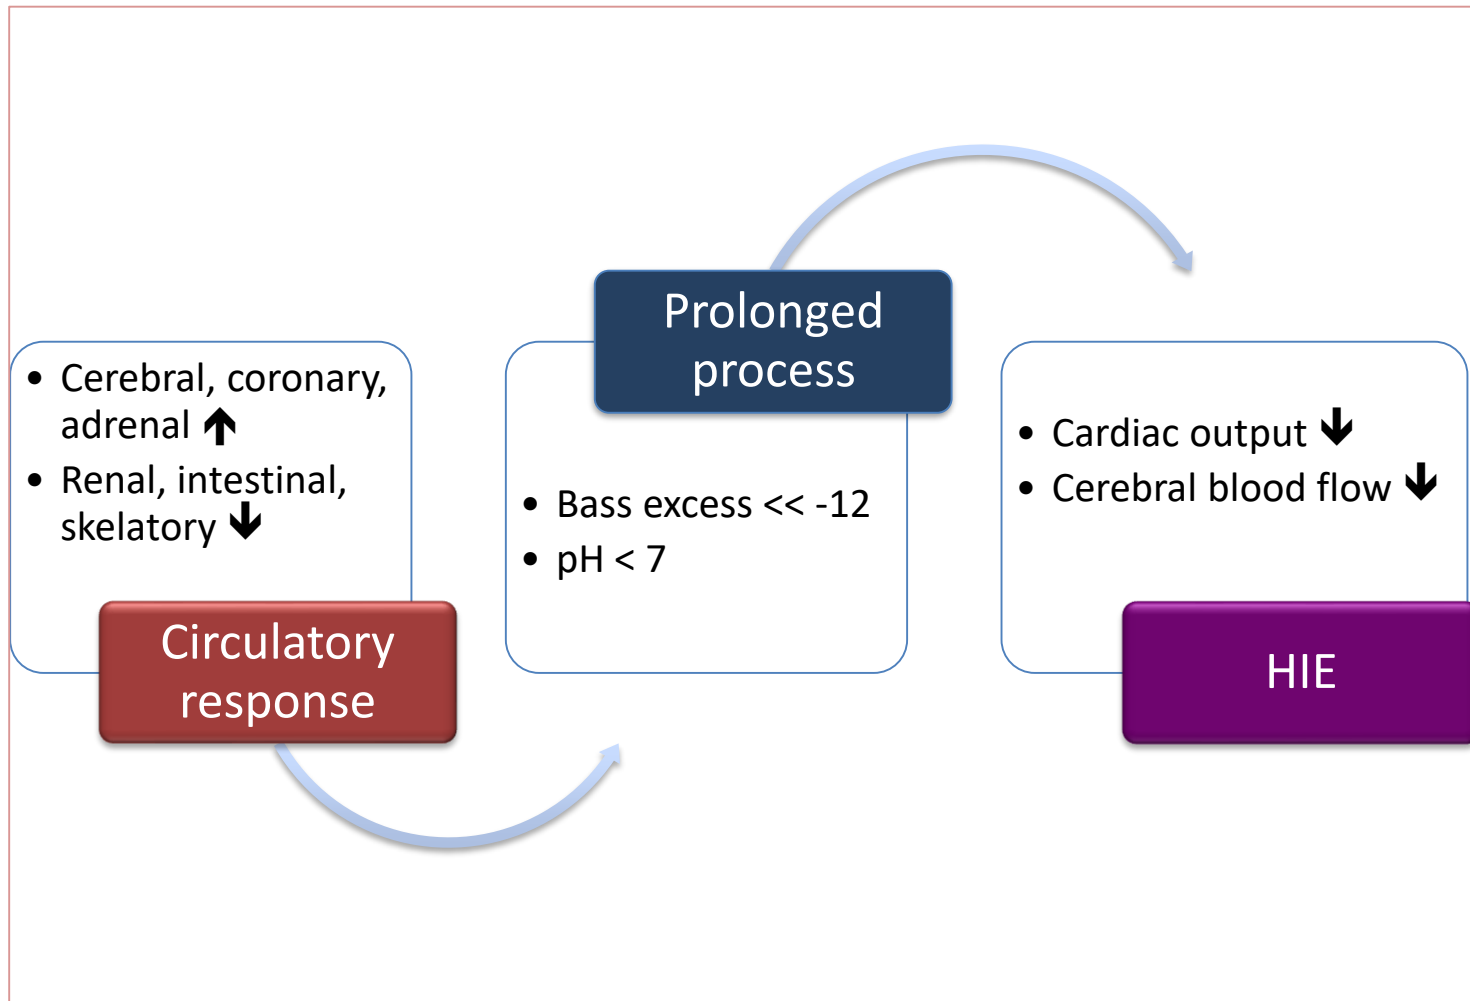 • Cerebral, coronary,
adrenal 🡩
• Renal, intestinal,
skelatory 🡫
Circulatory
response
Prolonged
process
• Bass excess << -12
• pH < 7
• Cardiac output 🡫
• Cerebral blood flow 🡫
HIE